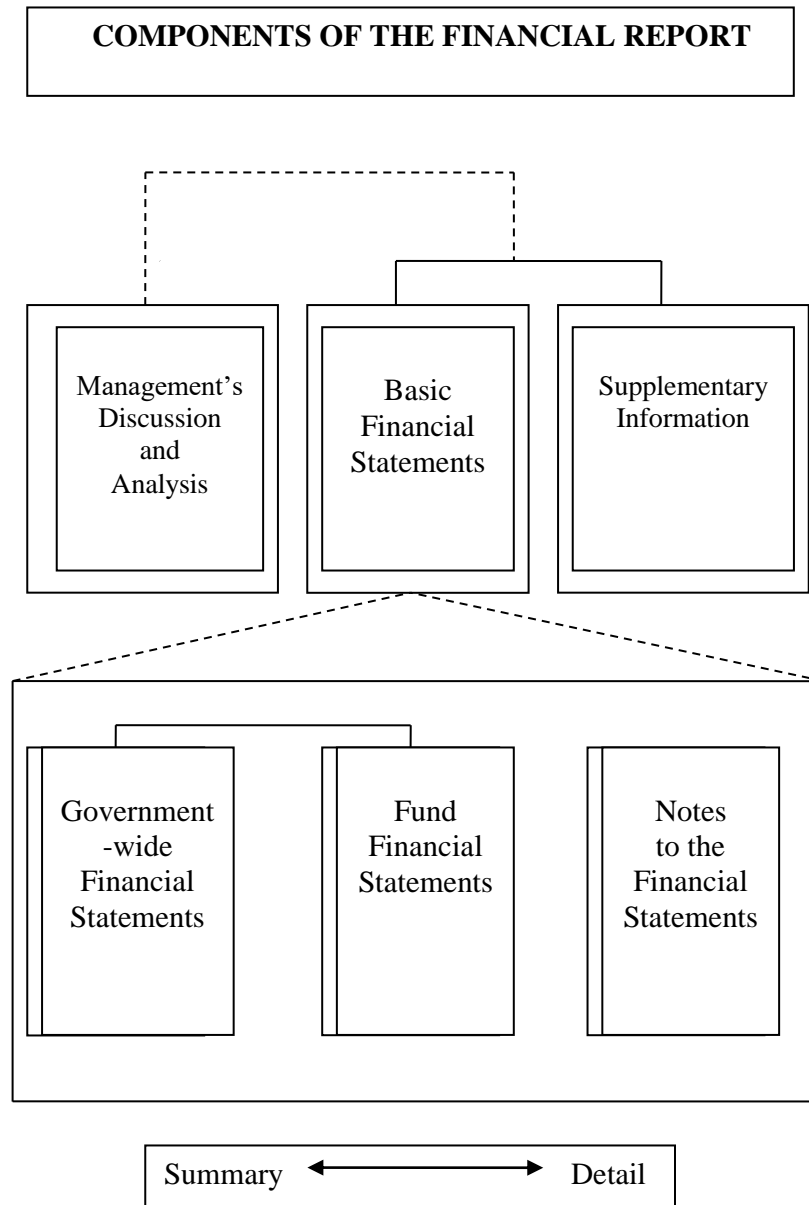 COMPONENTS OF THE FINANCIAL REPORT
Management’s
Discussion
and
Analysis
Basic
Financial
Statements
Supplementary
Information
Government
-wide
Financial
Statements
Fund
Financial
Statements
Notes
to the
Financial
Statements
Summary Detail